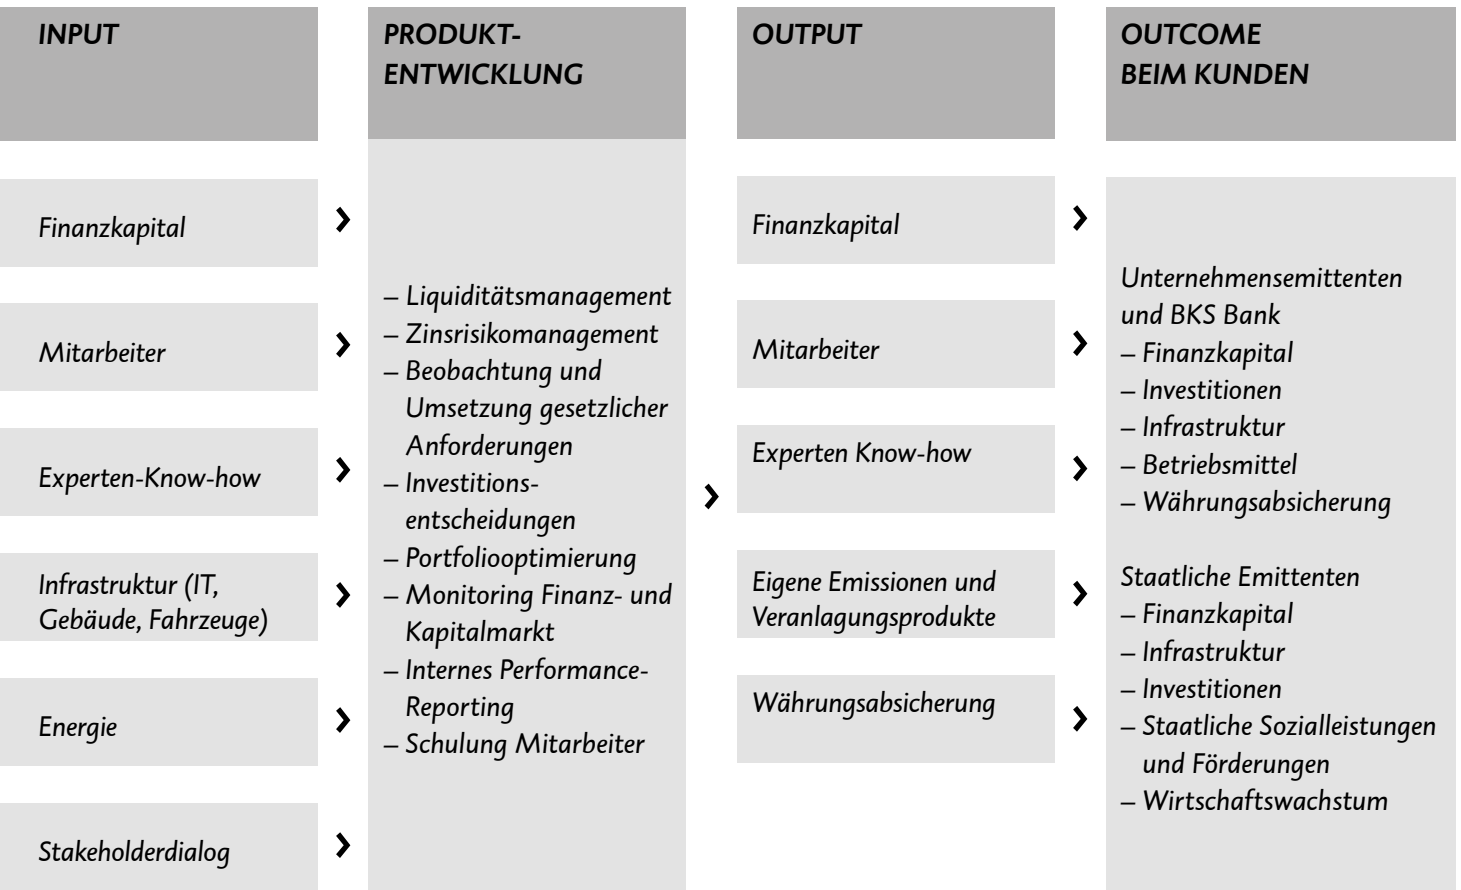 INPUT
Finanzkapital
Mitarbeiter
Experten-Know-how
Infrastruktur (IT,
Gebäude, Fahrzeuge)
Energie
Stakeholderdialog
PRODUKT-
ENTWICKLUNG
– Liquiditätsmanagement
– Zinsrisikomanagement
– Beobachtung und
Umsetzung gesetzlicher
Anforderungen
– Investitions-
entscheidungen
– Portfoliooptimierung
– Monitoring Finanz- und
Kapitalmarkt
– Internes Performance-
Reporting
– Schulung Mitarbeiter
OUTPUT
Finanzkapital
Mitarbeiter
Experten Know-how
Eigene Emissionen und
Veranlagungsprodukte
Währungsabsicherung
OUTCOME
BEIM KUNDEN
Unternehmensemittenten
und BKS Bank
– Finanzkapital
– Investitionen
– Infrastruktur
– Betriebsmittel
– Währungsabsicherung
Staatliche Emittenten
– Finanzkapital
– Infrastruktur
– Investitionen
– Staatliche Sozialleistungen
und Förderungen
– Wirtschaftswachstum